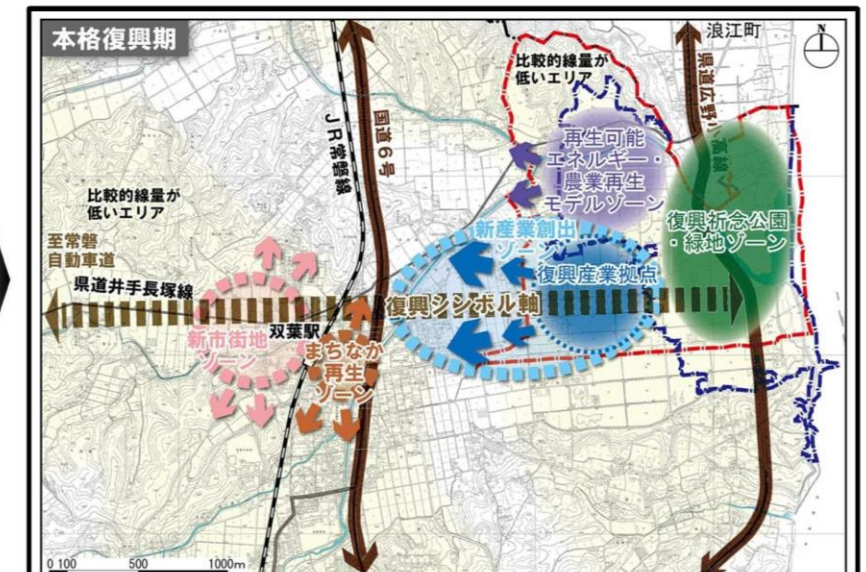 本格復興期
浪江町
N
比較的線量が
低いエリア
県道広野小高線
JR常磐線
国道6号
再生可能
エネルギー・
農業再生
モデルゾーン
比較的線量が
低いエリア
復興祈念公園
・緑地ゾーン
新産業創出
ゾーン
至常磐
自動車道
復興産業拠点
県道井手長塚線
復興シンボル軸
双葉駅
新市街地
ゾーン
まちなか
再生
ゾーン
0 100 500 1000m